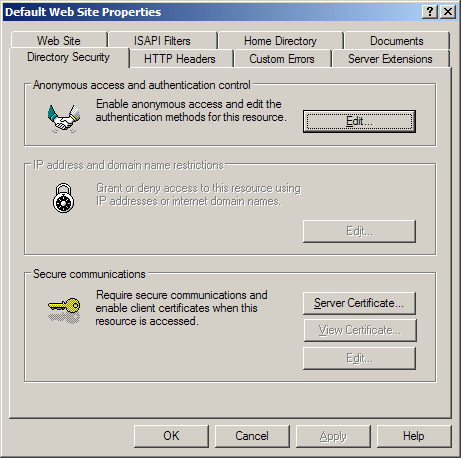 Default Web Site Properties
Web Site ISAPI Filters Home Directory Documents
Directory Security HTTP Headers Custom Errors Server Extensions
Anonymous access and authentication control
Enable anonymous access and edit the
authentication methods for this resource.
Edit...
IP address and domain name restrictions
Grant or deny access to this resource using
IP addresses or internet domain names.
Edit...
Secure communications
Require secure communications and
enable client certificates when this
resource is accessed.
Server Certificate...
View Certificate...
Edit...
OK Cancel Apply Help